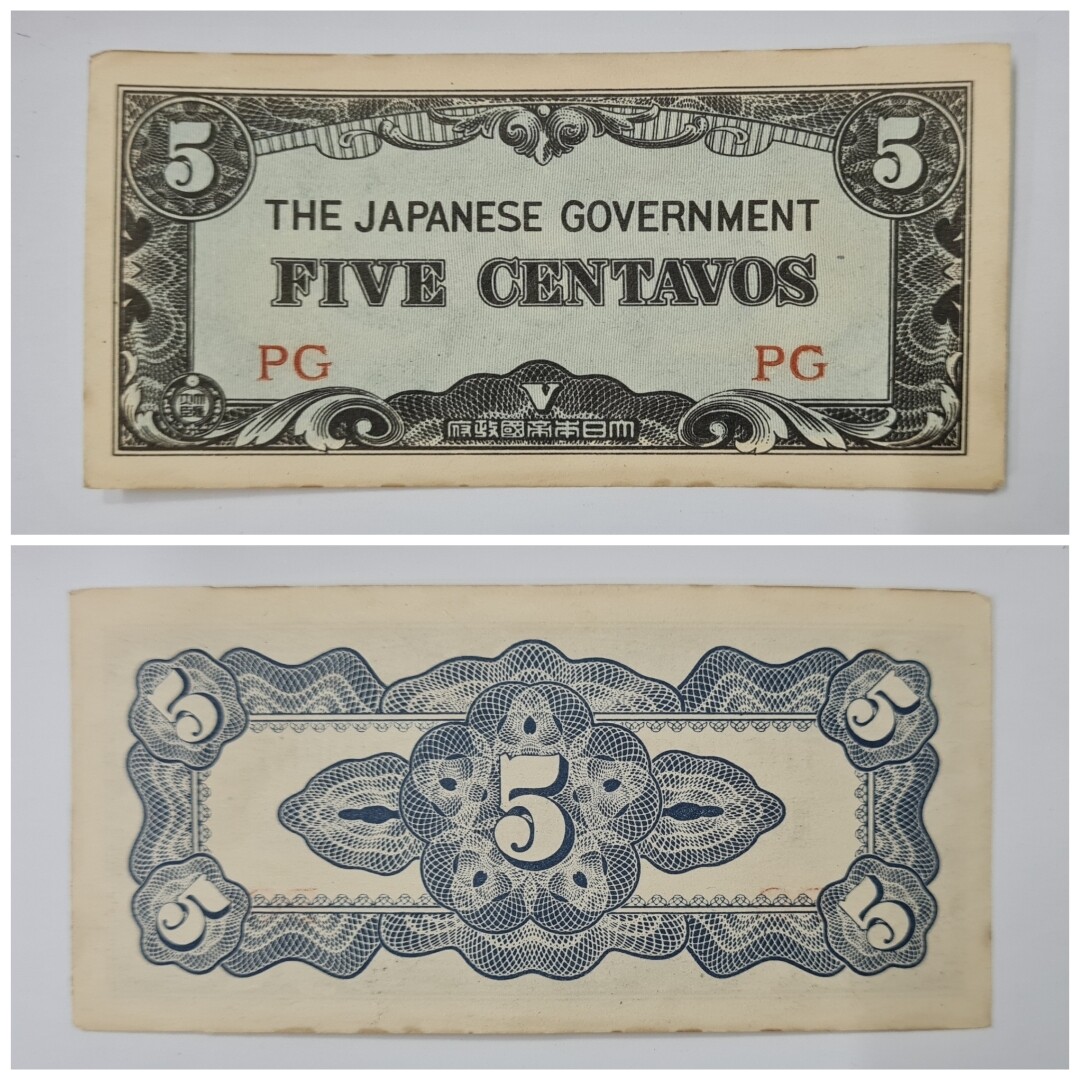 5 5
THE JAPANESE GOVERNMENT
FIVE CENTAVOS
PG PG
V
府政國帝本日大
5 5
5
5 5